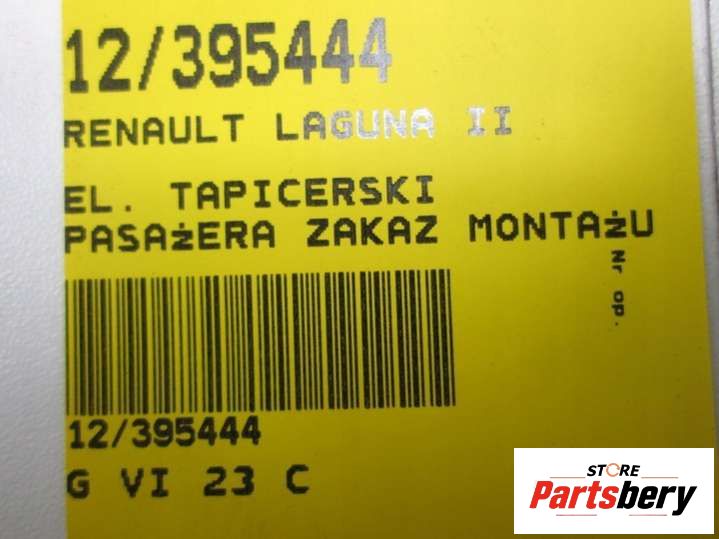 12/395444
RENAULT LAGUNA II
EL. TAPICERSKI
PASAŻERA ZAKAZ MONTAŻU
Nr op.
12/395444
G VI 23 C
STORE
Partsbery